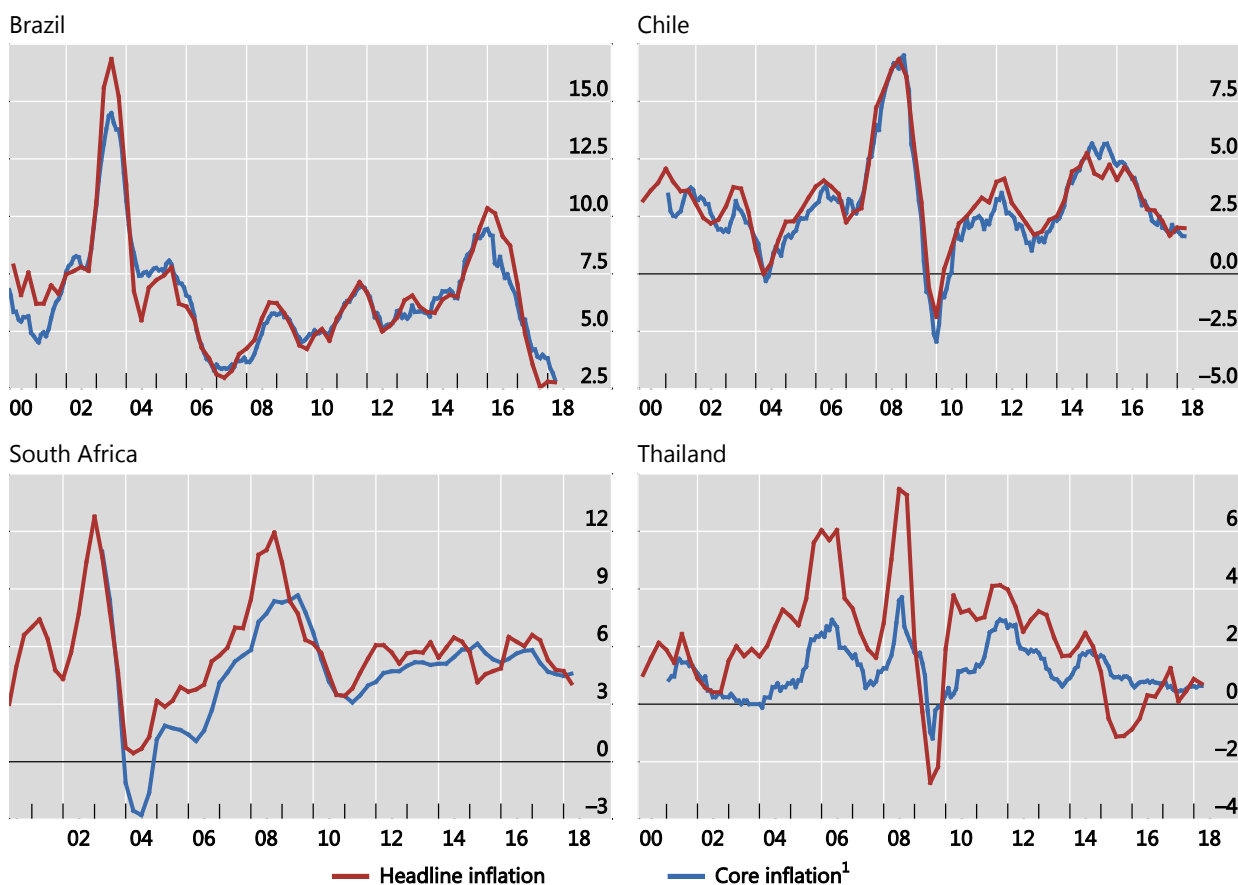 Brazil
15.0
12.5
10.0
7.5
5.0
2.5
00 02 04 06 08 10 12 14 16 18
Chile
7.5
5.0
2.5
0.0
–2.5
–5.0
00 02 04 06 08 10 12 14 16 18
South Africa
12
9
6
3
0
–3
02 04 06 08 10 12 14 16 18
Thailand
6
4
2
0
–2
–4
00 02 04 06 08 10 12 14 16 18
Headline inflation Core inflation¹